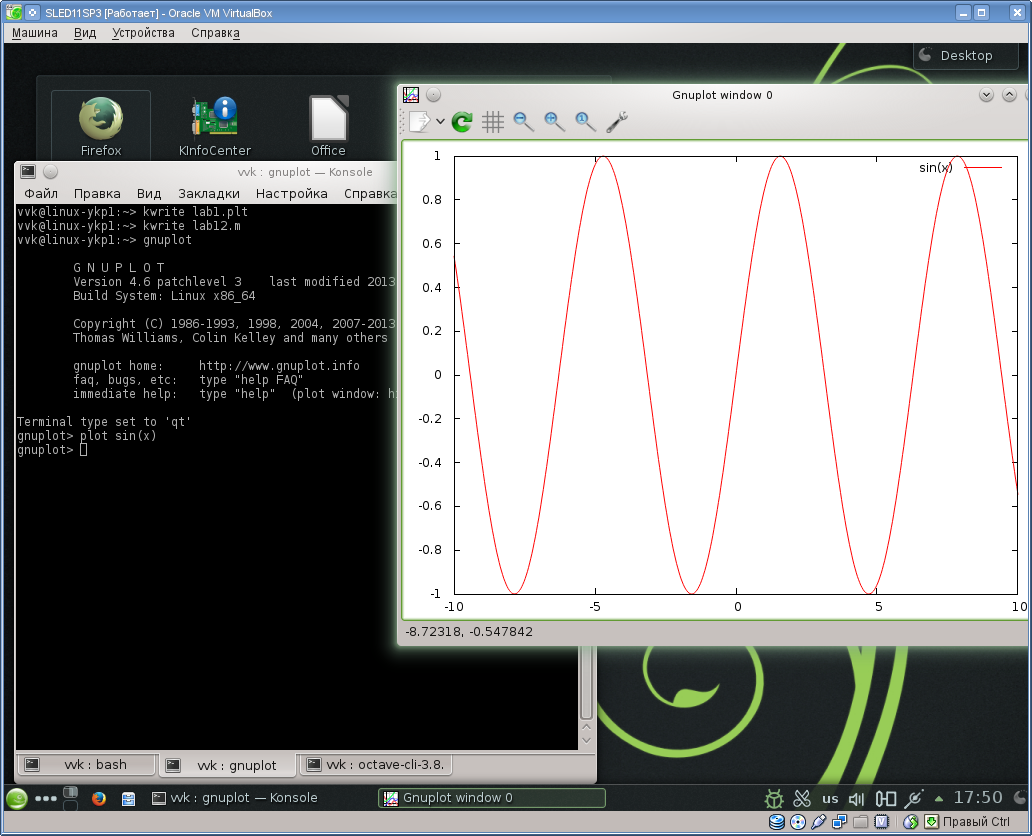 SLED11SP3 [Работает] - Oracle VM VirtualBox
Машина Вид Устройства Справка
Desktop
Firefox
KInfoCenter
Office
vvk : gnuplot — Konsole
Файл Правка Вид Закладки Настройка Справка
vvk@linux-ykp1:~> kwrite lab1.plt
vvk@linux-ykp1:~> kwrite lab12.m
vvk@linux-ykp1:~> gnuplot
G N U P L O T
Version 4.6 patchlevel 3    last modified 2013
Build System: Linux x86_64
Copyright (C) 1986-1993, 1998, 2004, 2007-2013
Thomas Williams, Colin Kelley and many others
gnuplot home:     http://www.gnuplot.info
faq, bugs, etc:   type "help FAQ"
immediate help:   type "help"  (plot window: h
Terminal type set to 'qt'
gnuplot> plot sin(x)
gnuplot>
Gnuplot window 0
sin(x)
1
0.8
0.6
0.4
0.2
0
-0.2
-0.4
-0.6
-0.8
-1
-10 -5 0 5 10
-8.72318, -0.547842
vvk : bash
vvk : gnuplot
vvk : octave-cli-3.8.
vvk : gnuplot — Konsole
Gnuplot window 0
us
17:50
Правый Ctrl